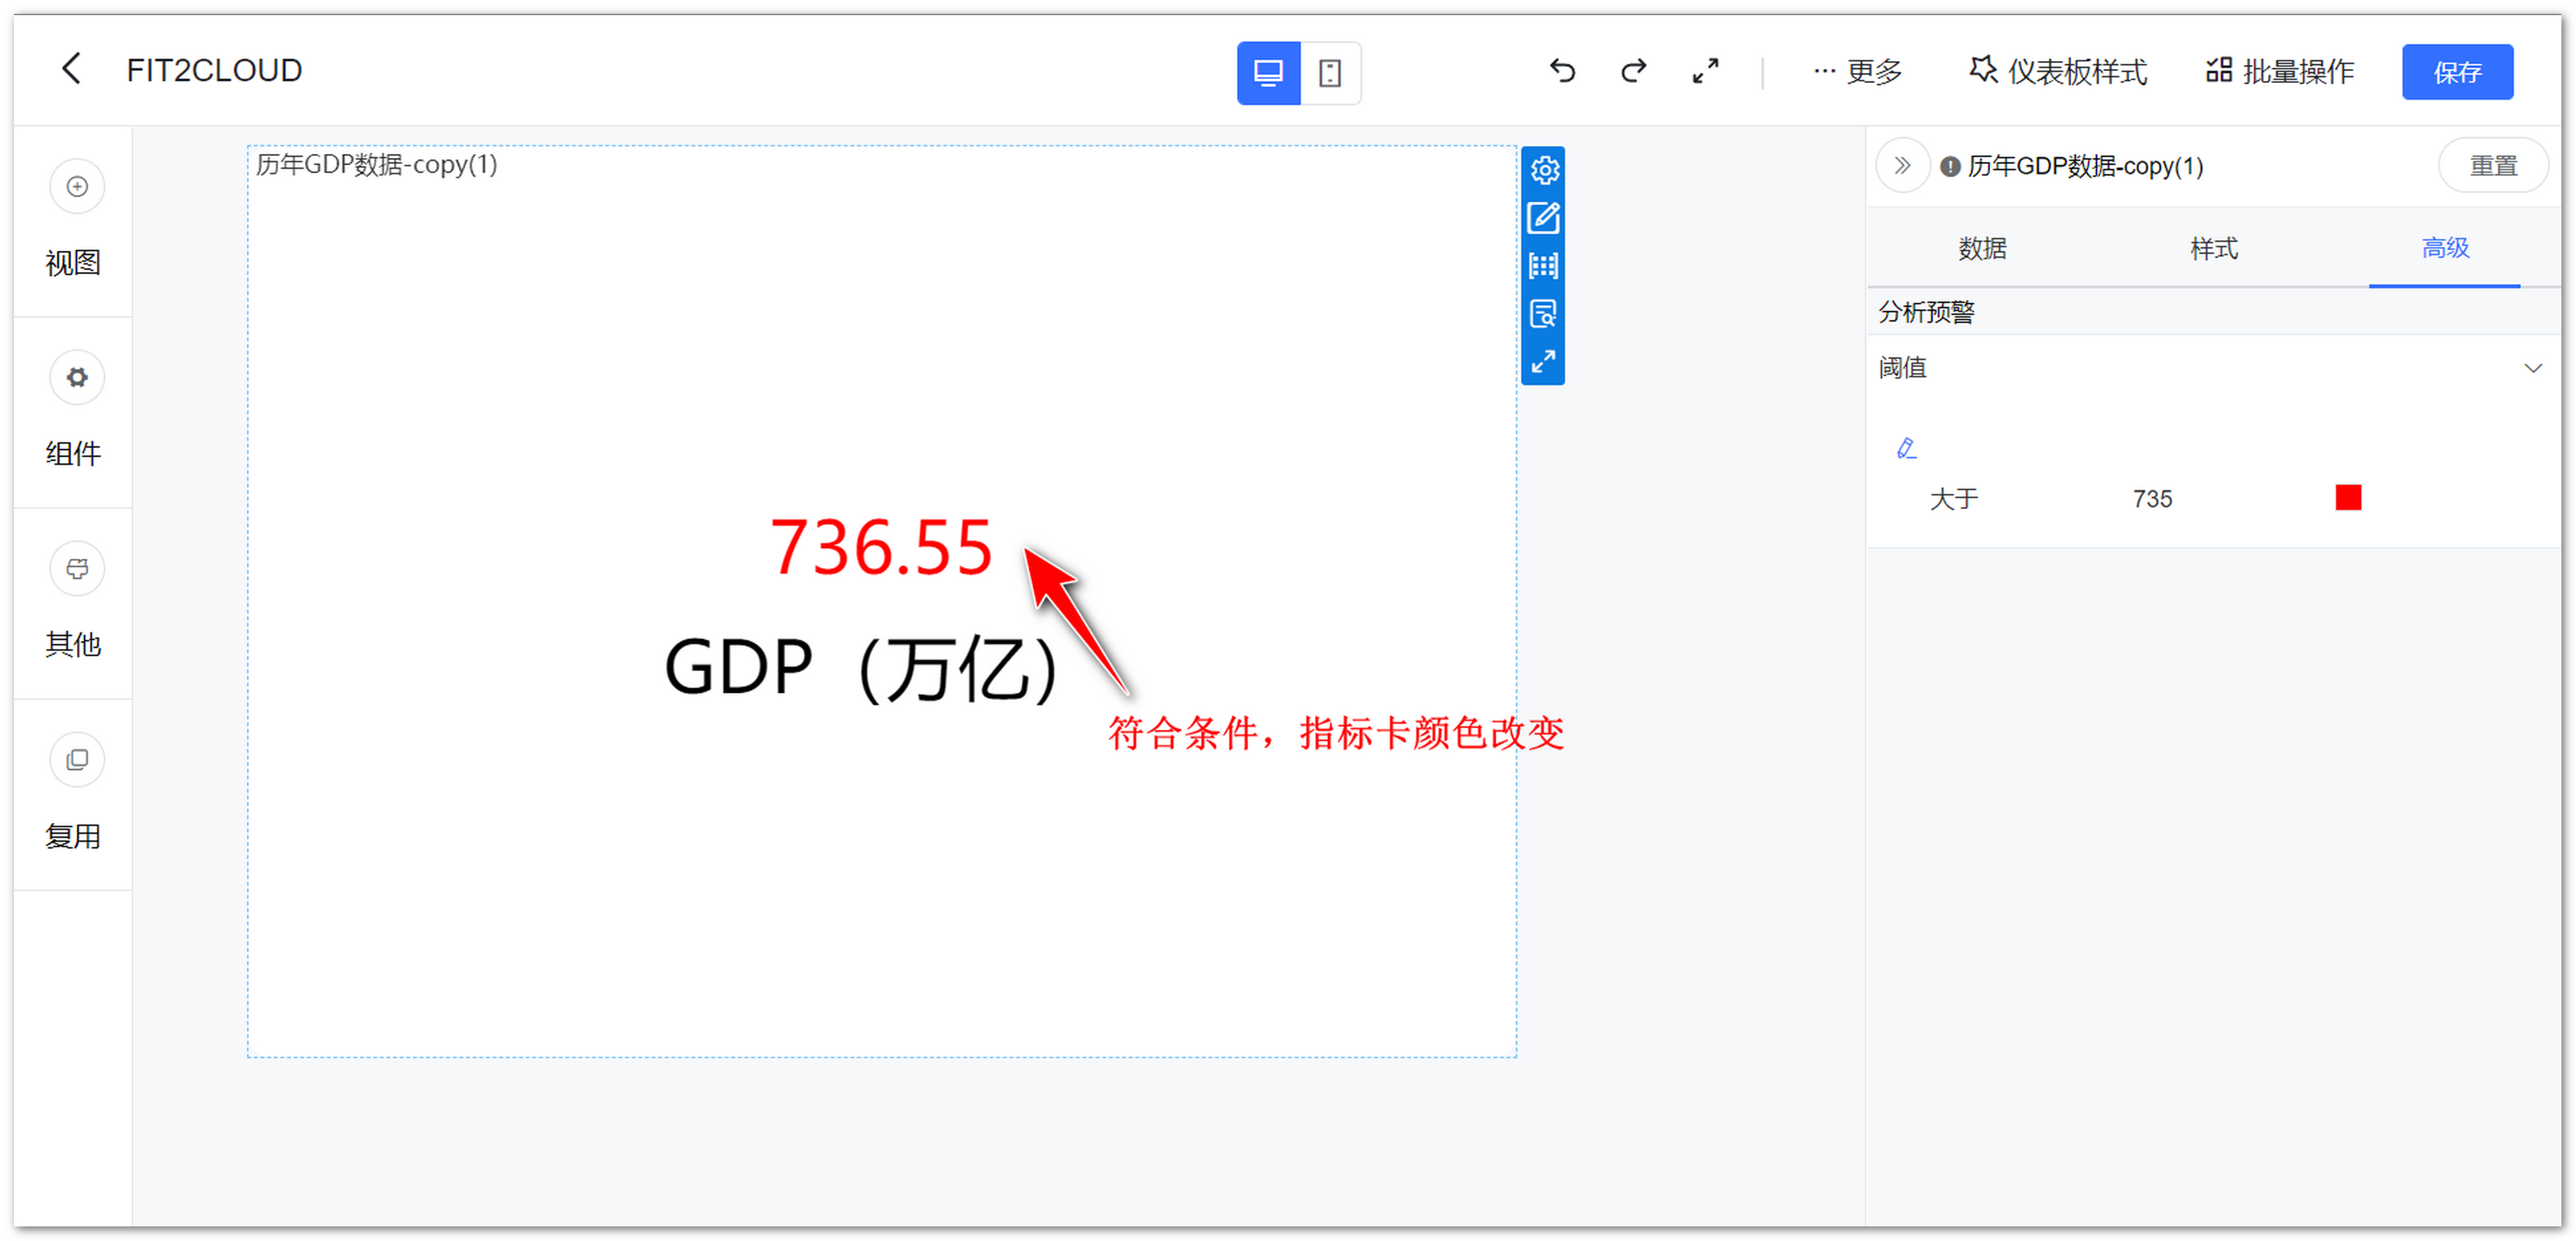 FIT2CLOUD
··· 更多
仪表板样式
批量操作
保存
视图
组件
其他
复用
历年GDP数据-copy(1)
736.55
GDP（万亿）
符合条件，指标卡颜色改变
历年GDP数据-copy(1)
重置
数据
样式
高级
分析预警
阈值
大于
735